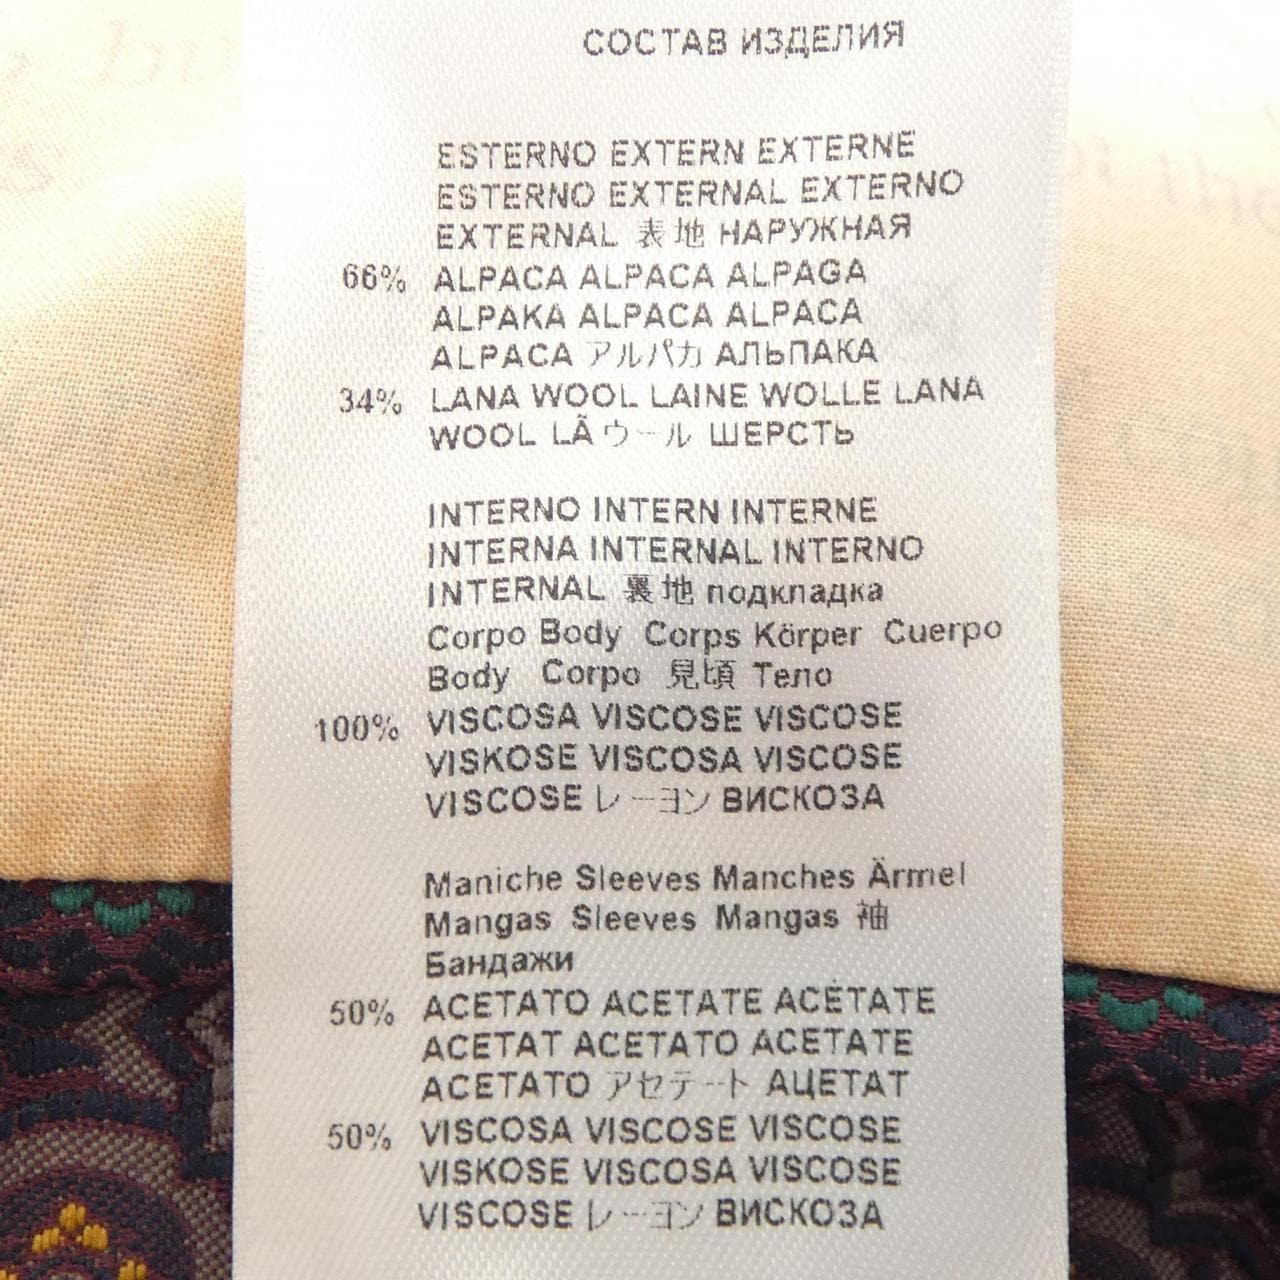 СОСТАВ ИЗДЕЛИЯ
ESTERNO EXTERN EXTERNE
ESTERNO EXTERNAL EXTERNO
EXTERNAL 表地 НАРУЖНАЯ
66% ALPACA ALPACA ALPAGA
ALPAKA ALPACA ALPACA
ALPACA アルパカ АЛЬПАКА
34% LANA WOOL LAINE WOLLE LANA
WOOL LÃ ウール ШЕРСТЬ
INTERNO INTERN INTERNE
INTERNA INTERNAL INTERNO
INTERNAL 裏地 подкладка
Corpo Body Corps Körper Cuerpo
Body Corpo 見頃 Тело
100% VISCOSA VISCOSE VISCOSE
VISKOSE VISCOSA VISCOSE
VISCOSE レーヨン ВИСКОЗА
Maniche Sleeves Manches Ärmel
Mangas Sleeves Mangas 袖
Бандажи
50% ACETATO ACETATE ACÉTATE
ACETAT ACETATO ACETATE
ACETATO アセテート АЦЕТАТ
50% VISCOSA VISCOSE VISCOSE
VISKOSE VISCOSA VISCOSE
VISCOSE レーヨン ВИСКОЗА